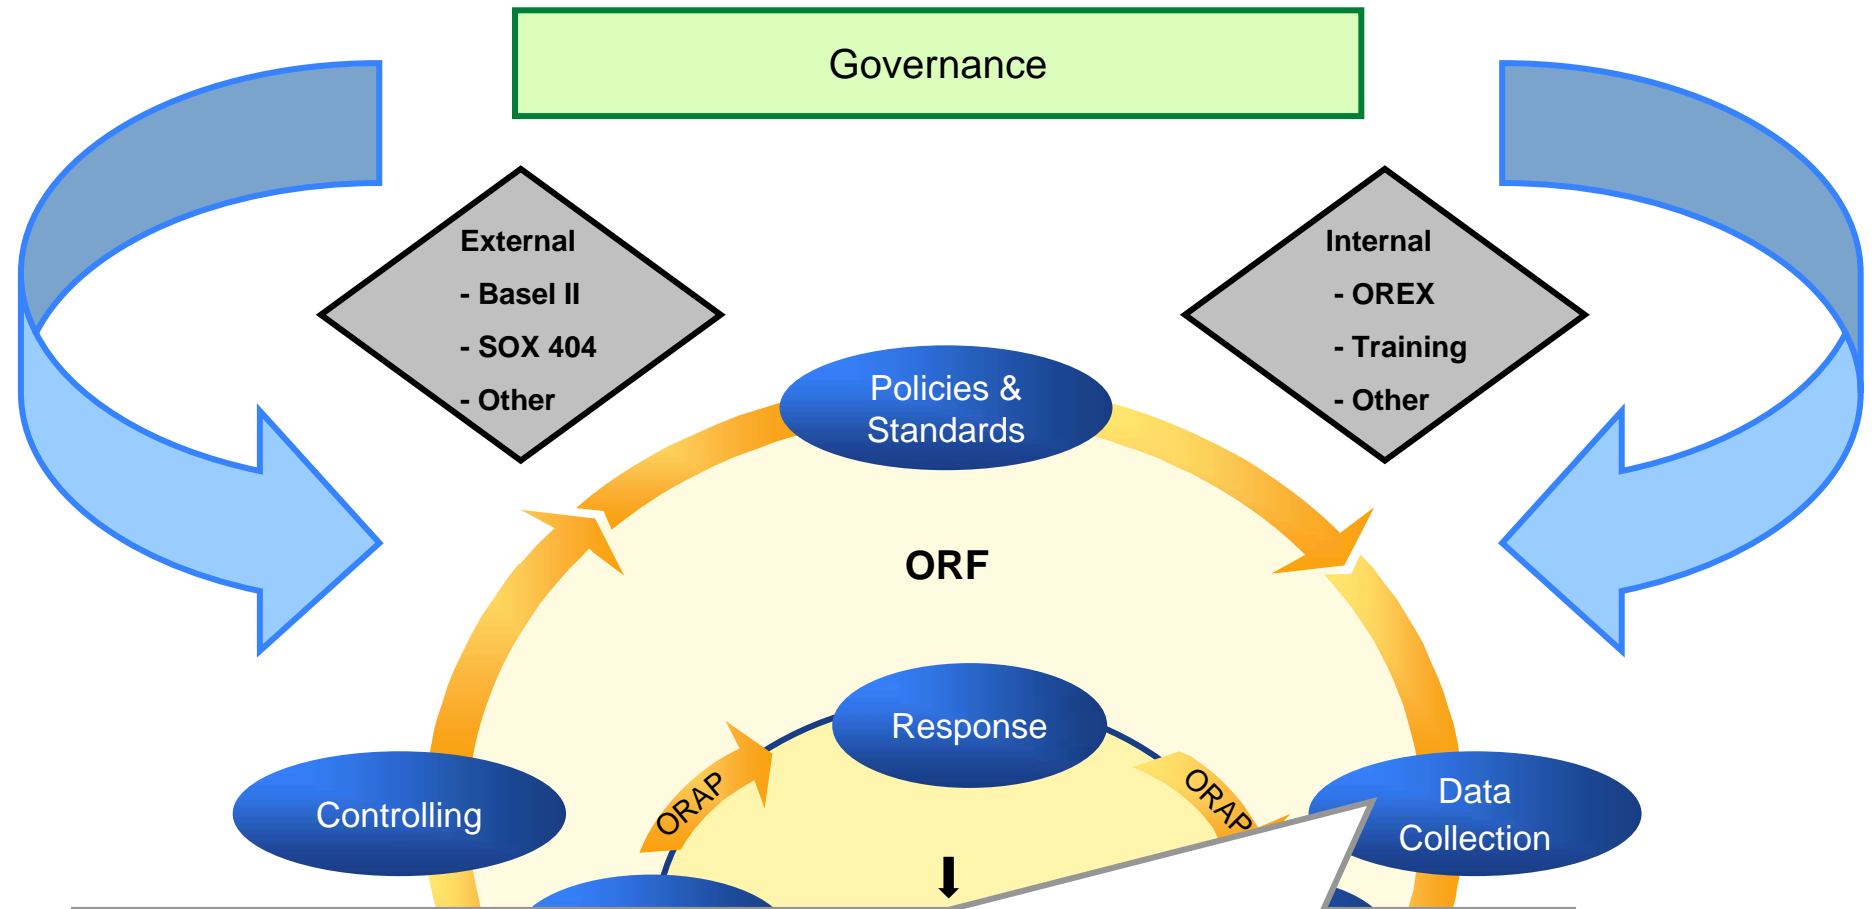 Governance
External
- Basel II
- SOX 404
- Other
Internal
- OREX
- Training
- Other
Policies &
Standards
ORF
Response
ORAP
ORAP
Controlling
Data
Collection